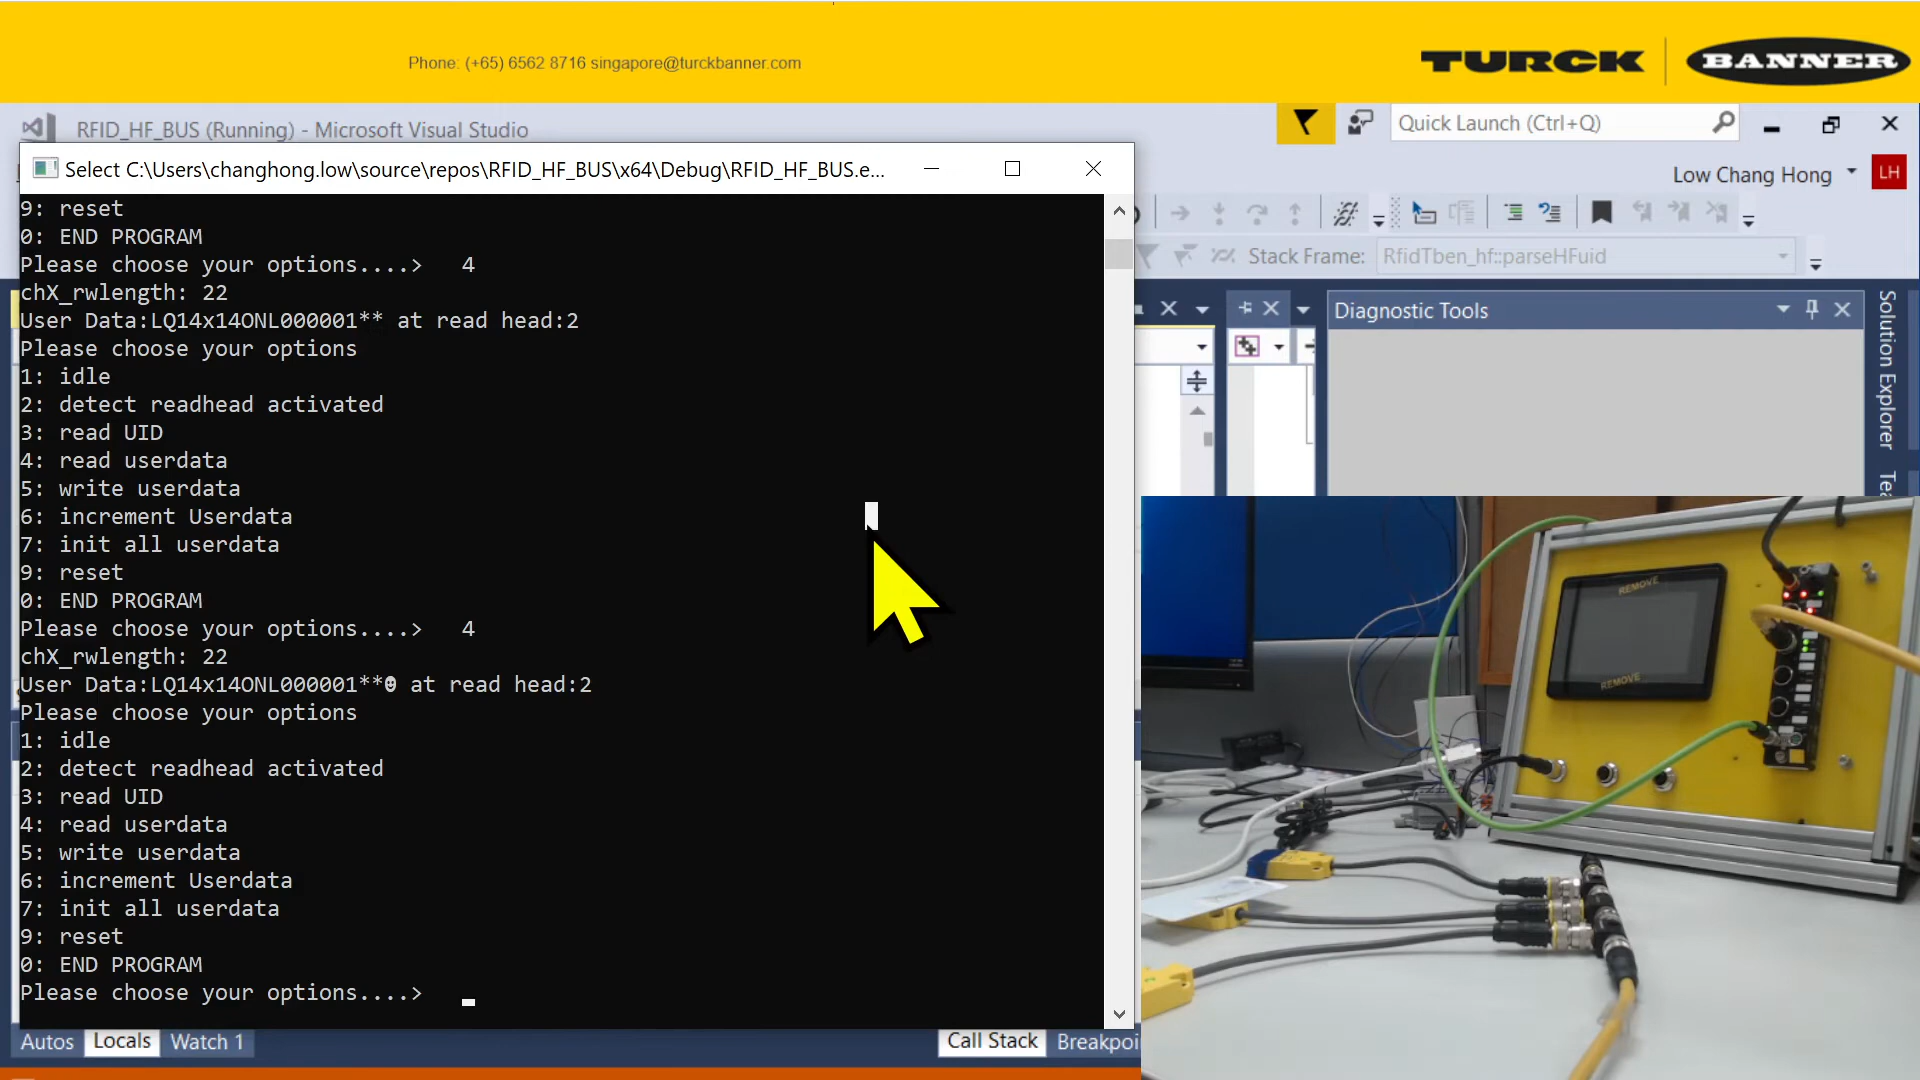 Phone: (+65) 6562 8716 singapore@turckbanner.com
TURCK
BANNER
RFID_HF_BUS (Running) - Microsoft Visual Studio
Quick Launch (Ctrl+Q)
Select C:\Users\changhong.low\source\repos\RFID_HF_BUS\x64\Debug\RFID_HF_BUS.e...
Low Chang Hong
LH
Stack Frame:
RfidTben_hf::parseHFuid
Diagnostic Tools
Solution Explorer
9: reset
0: END PROGRAM
Please choose your options....>   4
chX_rwlength: 22
User Data:LQ14x14ONL000001** at read head:2
Please choose your options
1: idle
2: detect readhead activated
3: read UID
4: read userdata
5: write userdata
6: increment Userdata
7: init all userdata
9: reset
0: END PROGRAM
Please choose your options....>   4
chX_rwlength: 22
User Data:LQ14x14ONL000001**☻ at read head:2
Please choose your options
1: idle
2: detect readhead activated
3: read UID
4: read userdata
5: write userdata
6: increment Userdata
7: init all userdata
9: reset
0: END PROGRAM
Please choose your options....>
REMOVE
REMOVE
Autos
Locals
Watch 1
Call Stack
Breakpoi